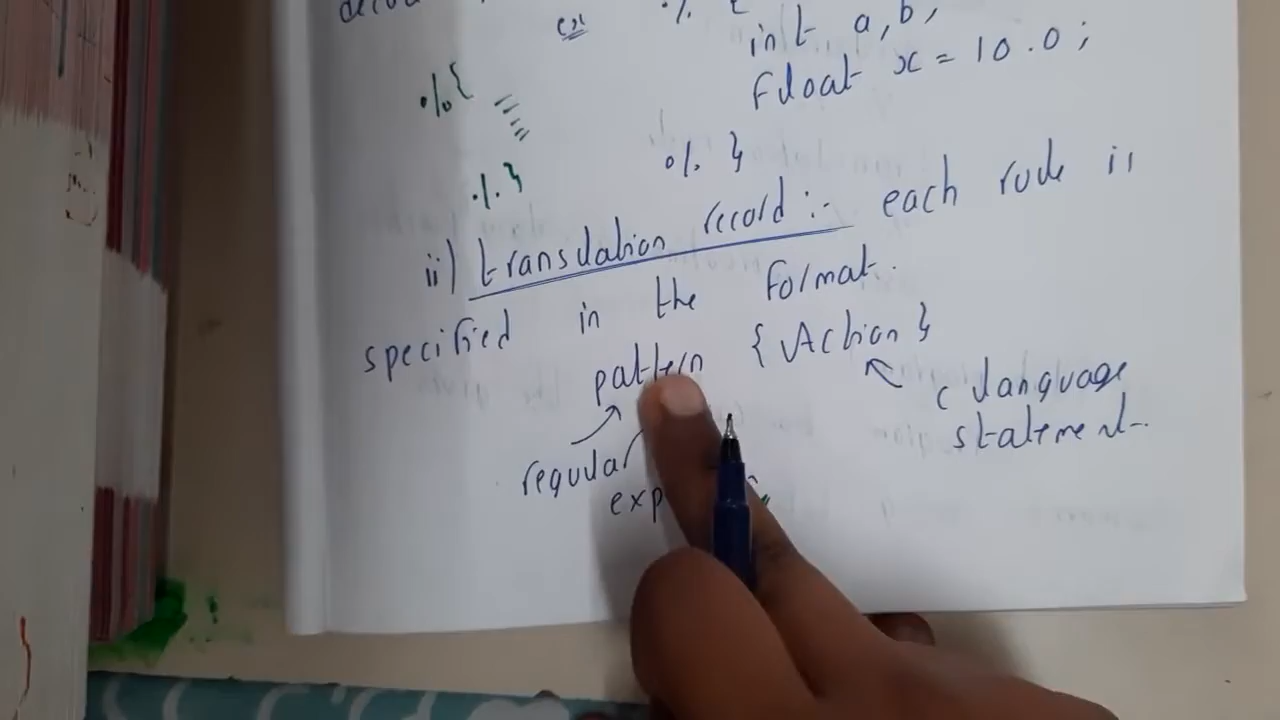 % {
int a, b,
float x = 10.0;
%{
% }
%}
ii) translation record :- each rule is
specified in the format.
pattern {Action}
c language
statement.
regular
exp